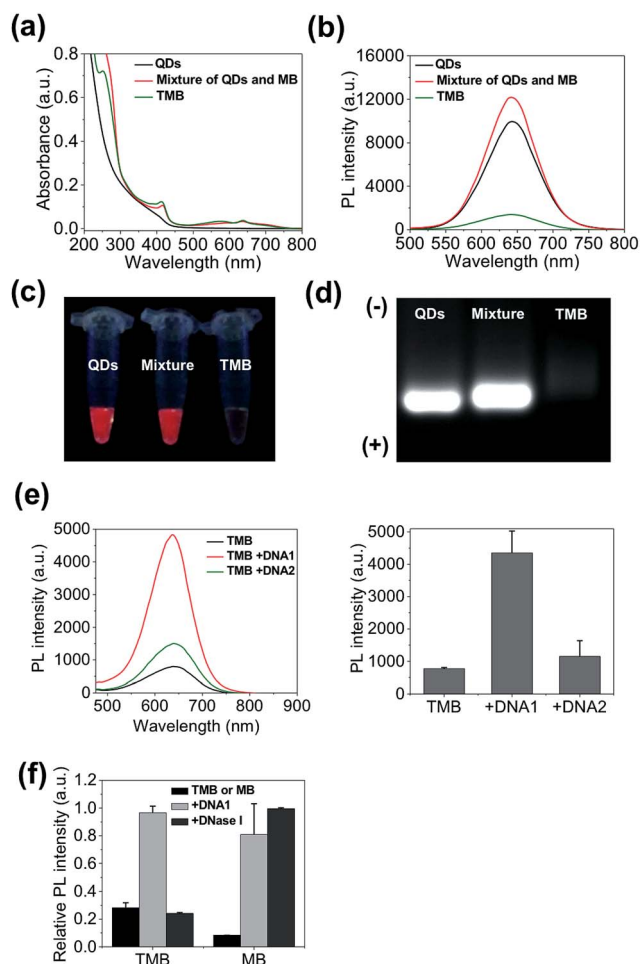 (a)
0.8
0.6
0.4
0.2
0.0
Absorbance (a.u.)
QDs
Mixture of QDs and MB
TMB
200 300 400 500 600 700 800
Wavelength (nm)
(b)
16000
12000
8000
4000
0
PL intensity (a.u.)
QDs
Mixture of QDs and MB
TMB
500 550 600 650 700 750 800
Wavelength (nm)
(c)
QDs Mixture TMB
(d)
(-)
(+)
QDs Mixture TMB
(e)
5000
4000
3000
2000
1000
0
PL intensity (a.u.)
TMB
TMB +DNA1
TMB +DNA2
500 600 700 800 900
Wavelength (nm)
5000
4000
3000
2000
1000
0
PL intensity (a.u.)
TMB +DNA1 +DNA2
(f)
1.2
1.0
0.8
0.6
0.4
0.2
0.0
Relative PL intensity (a.u.)
TMB or MB
+DNA1
+DNase I
TMB MB